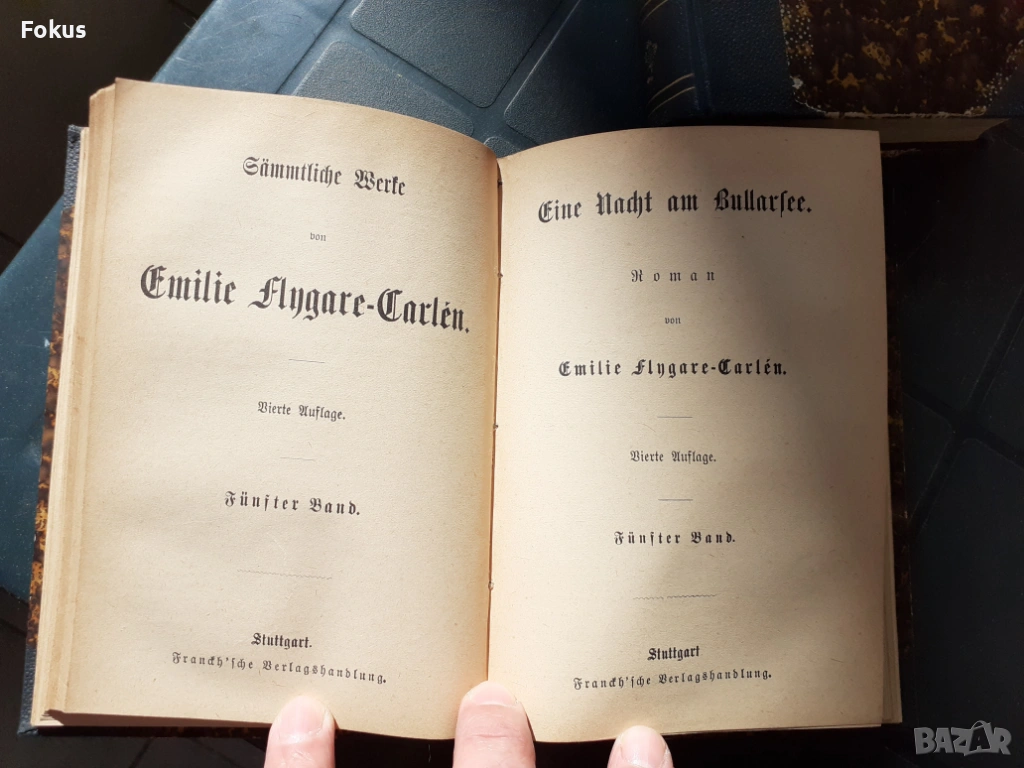 Fokus
Sämmtliche Werke
von
Emilie Flygare-Carlén.
Vierte Auflage.
Fünfter Band.
Stuttgart.
Franckh'sche Verlagshandlung.
Eine Nacht am Bullarsee.
Roman
von
Emilie Flygare-Carlén.
Vierte Auflage.
Fünfter Band.
Stuttgart
Franckh'sche Verlagshandlung.
BAZAR